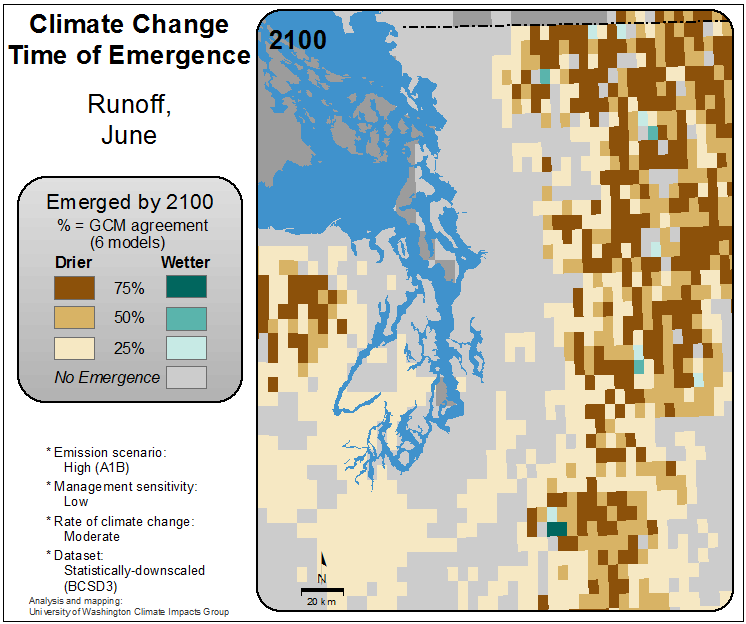 Climate Change
Time of Emergence
Runoff,
June
Emerged by 2100
% = GCM agreement
(6 models)
Drier Wetter
75%
50%
25%
No Emergence
* Emission scenario:
High (A1B)
* Management sensitivity:
Low
* Rate of climate change:
Moderate
* Dataset:
Statistically-downscaled
(BCSD3)
Analysis and mapping:
University of Washington Climate Impacts Group
2100
N
20 km